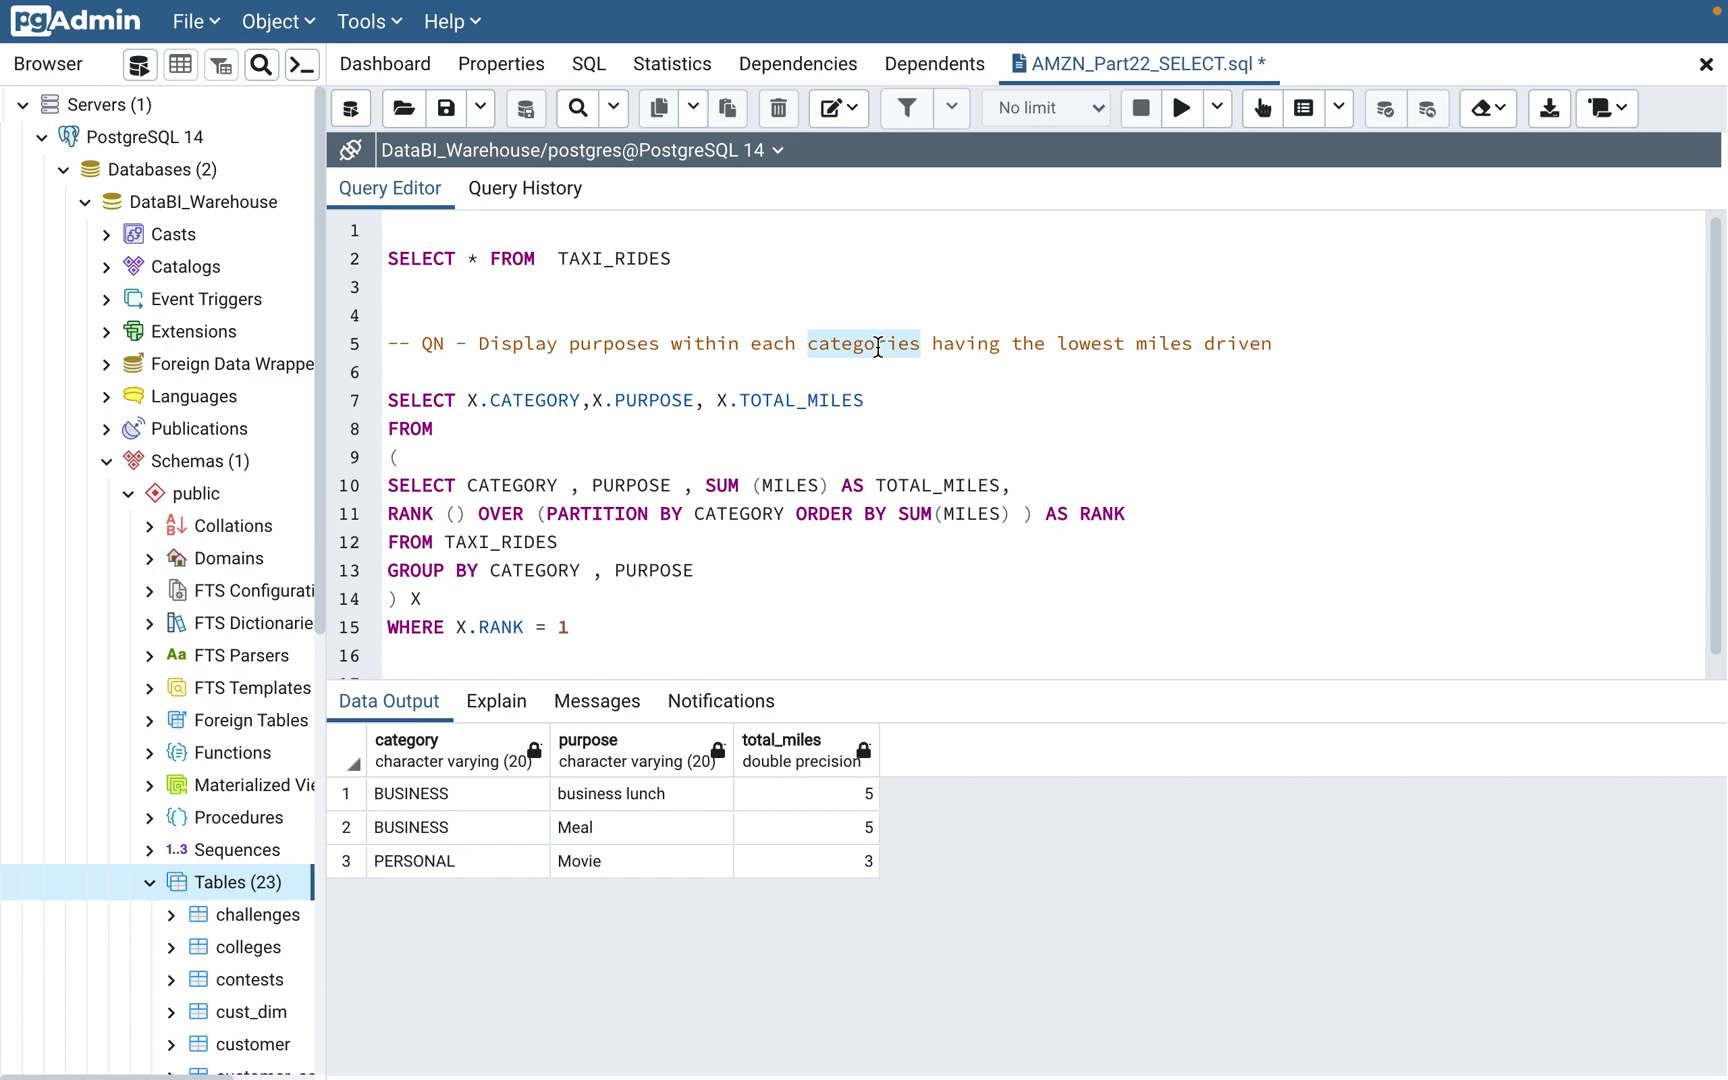 pgAdmin File Object Tools Help
Browser Dashboard Properties SQL Statistics Dependencies Dependents AMZN_Part22_SELECT.sql *
No limit
DataBI_Warehouse/postgres@PostgreSQL 14
Query Editor Query History
Servers (1)
PostgreSQL 14
Databases (2)
DataBI_Warehouse
Casts
Catalogs
Event Triggers
Extensions
Foreign Data Wrappe
Languages
Publications
Schemas (1)
public
Collations
Domains
FTS Configurati
FTS Dictionarie
FTS Parsers
FTS Templates
Foreign Tables
Functions
Materialized Vie
Procedures
Sequences
Tables (23)
challenges
colleges
contests
cust_dim
customer
1
2 SELECT * FROM TAXI_RIDES
3
4
5 -- QN - Display purposes within each categories having the lowest miles driven
6
7 SELECT X.CATEGORY,X.PURPOSE, X.TOTAL_MILES
8 FROM
9 (
10 SELECT CATEGORY , PURPOSE , SUM (MILES) AS TOTAL_MILES,
11 RANK () OVER (PARTITION BY CATEGORY ORDER BY SUM(MILES) ) AS RANK
12 FROM TAXI_RIDES
13 GROUP BY CATEGORY , PURPOSE
14 ) X
15 WHERE X.RANK = 1
16
Data Output Explain Messages Notifications
category purpose total_miles
character varying (20) character varying (20) double precision
1 BUSINESS business lunch 5
2 BUSINESS Meal 5
3 PERSONAL Movie 3